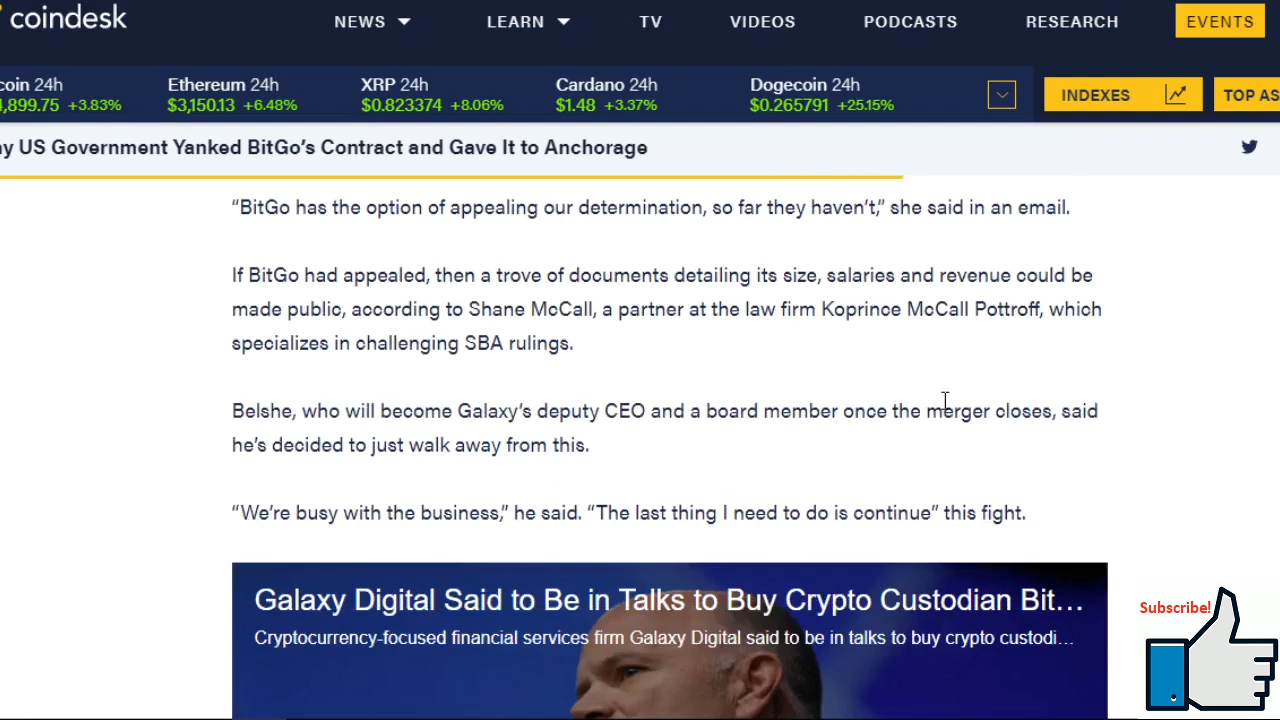 coindesk
NEWS LEARN TV VIDEOS PODCASTS RESEARCH EVENTS
coin 24h Ethereum 24h XRP 24h Cardano 24h Dogecoin 24h
,899.75 +3.83% $3,150.13 +6.48% $0.823374 +8.06% $1.48 +3.37% $0.265791 +25.15%
INDEXES TOP AS
y US Government Yanked BitGo’s Contract and Gave It to Anchorage
“BitGo has the option of appealing our determination, so far they haven’t,” she said in an email.
If BitGo had appealed, then a trove of documents detailing its size, salaries and revenue could be
made public, according to Shane McCall, a partner at the law firm Koprince McCall Pottroff, which
specializes in challenging SBA rulings.
Belshe, who will become Galaxy’s deputy CEO and a board member once the merger closes, said
he’s decided to just walk away from this.
“We’re busy with the business,” he said. “The last thing I need to do is continue” this fight.
Galaxy Digital Said to Be in Talks to Buy Crypto Custodian Bit...
Cryptocurrency-focused financial services firm Galaxy Digital said to be in talks to buy crypto custodi...
Subscribe!